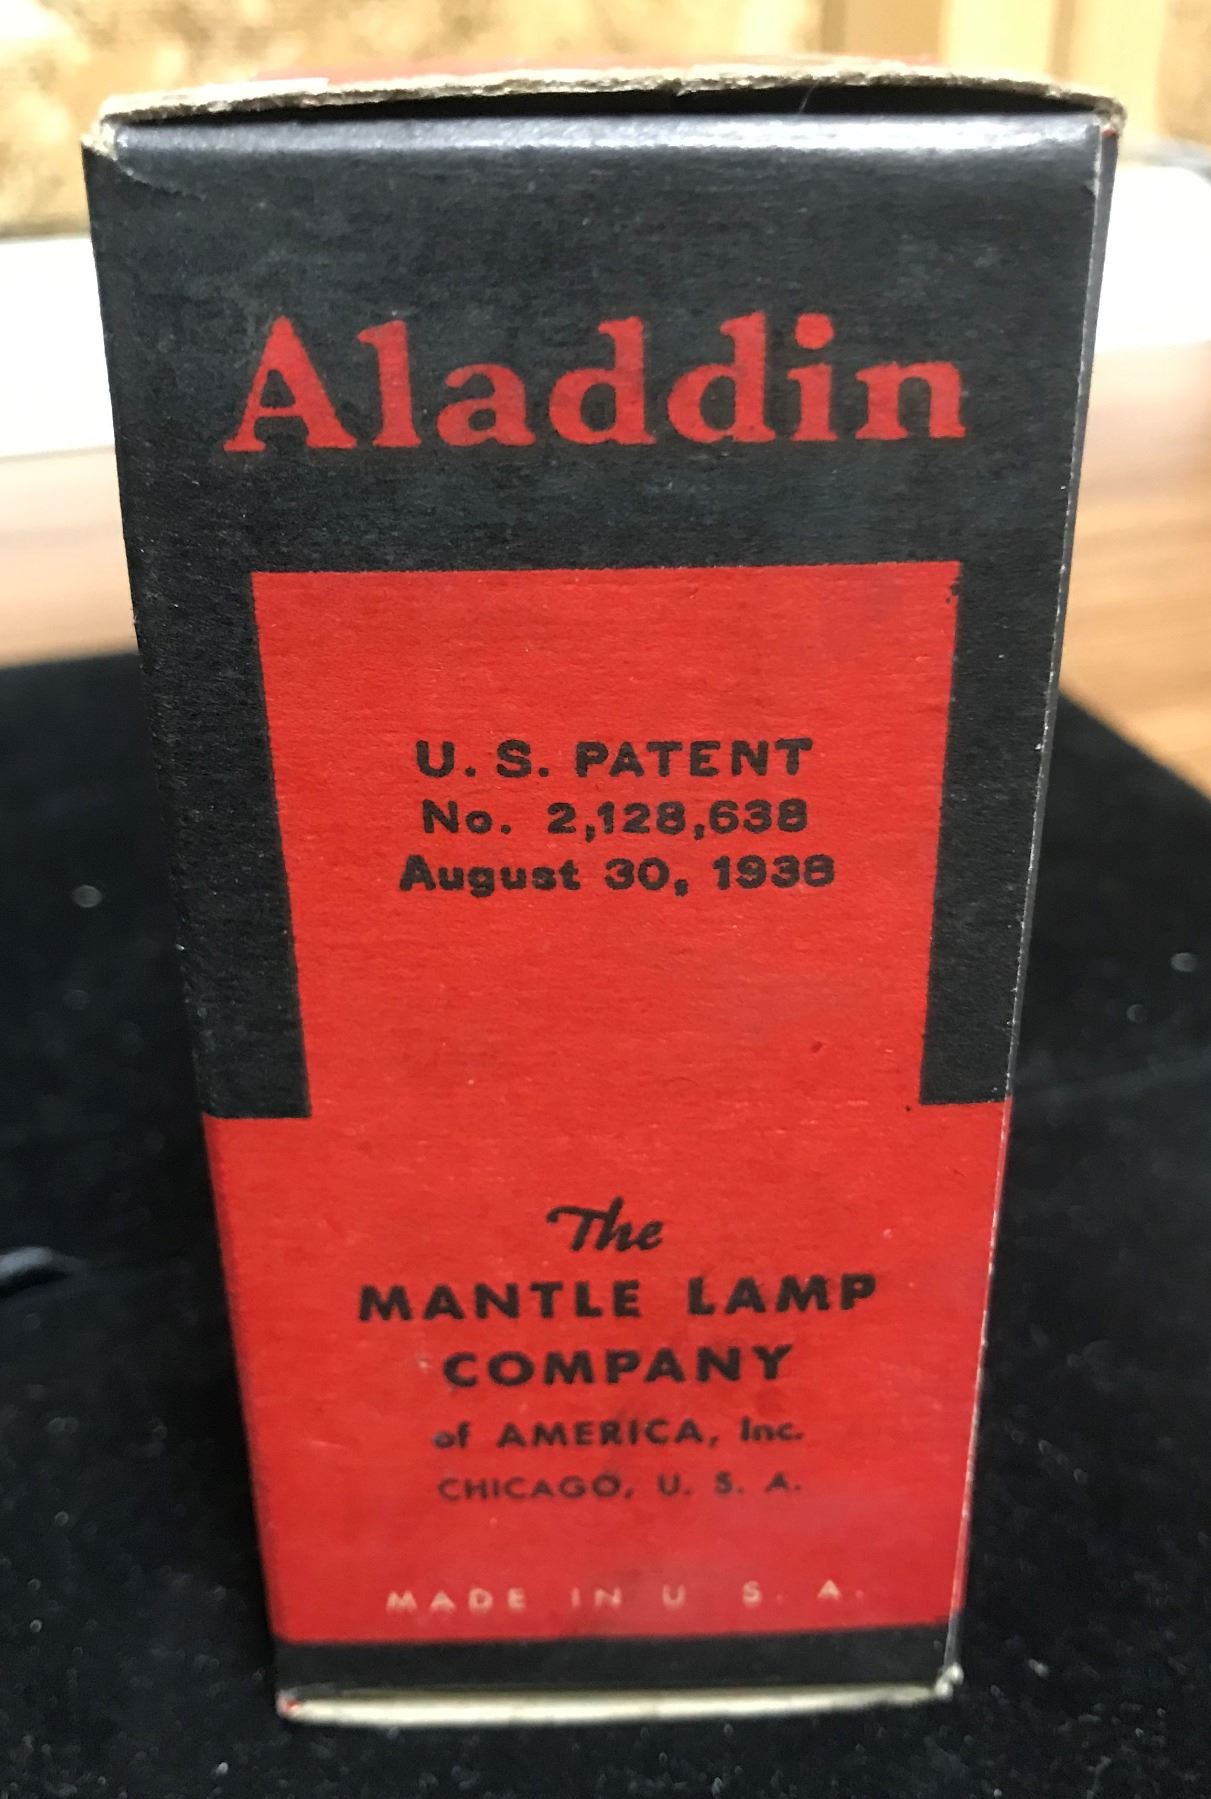 Aladdin
U. S. PATENT
No. 2,128,638
August 30, 1938
The
MANTLE LAMP
COMPANY
of AMERICA, Inc.
CHICAGO, U. S. A.
MADE IN U S. A.